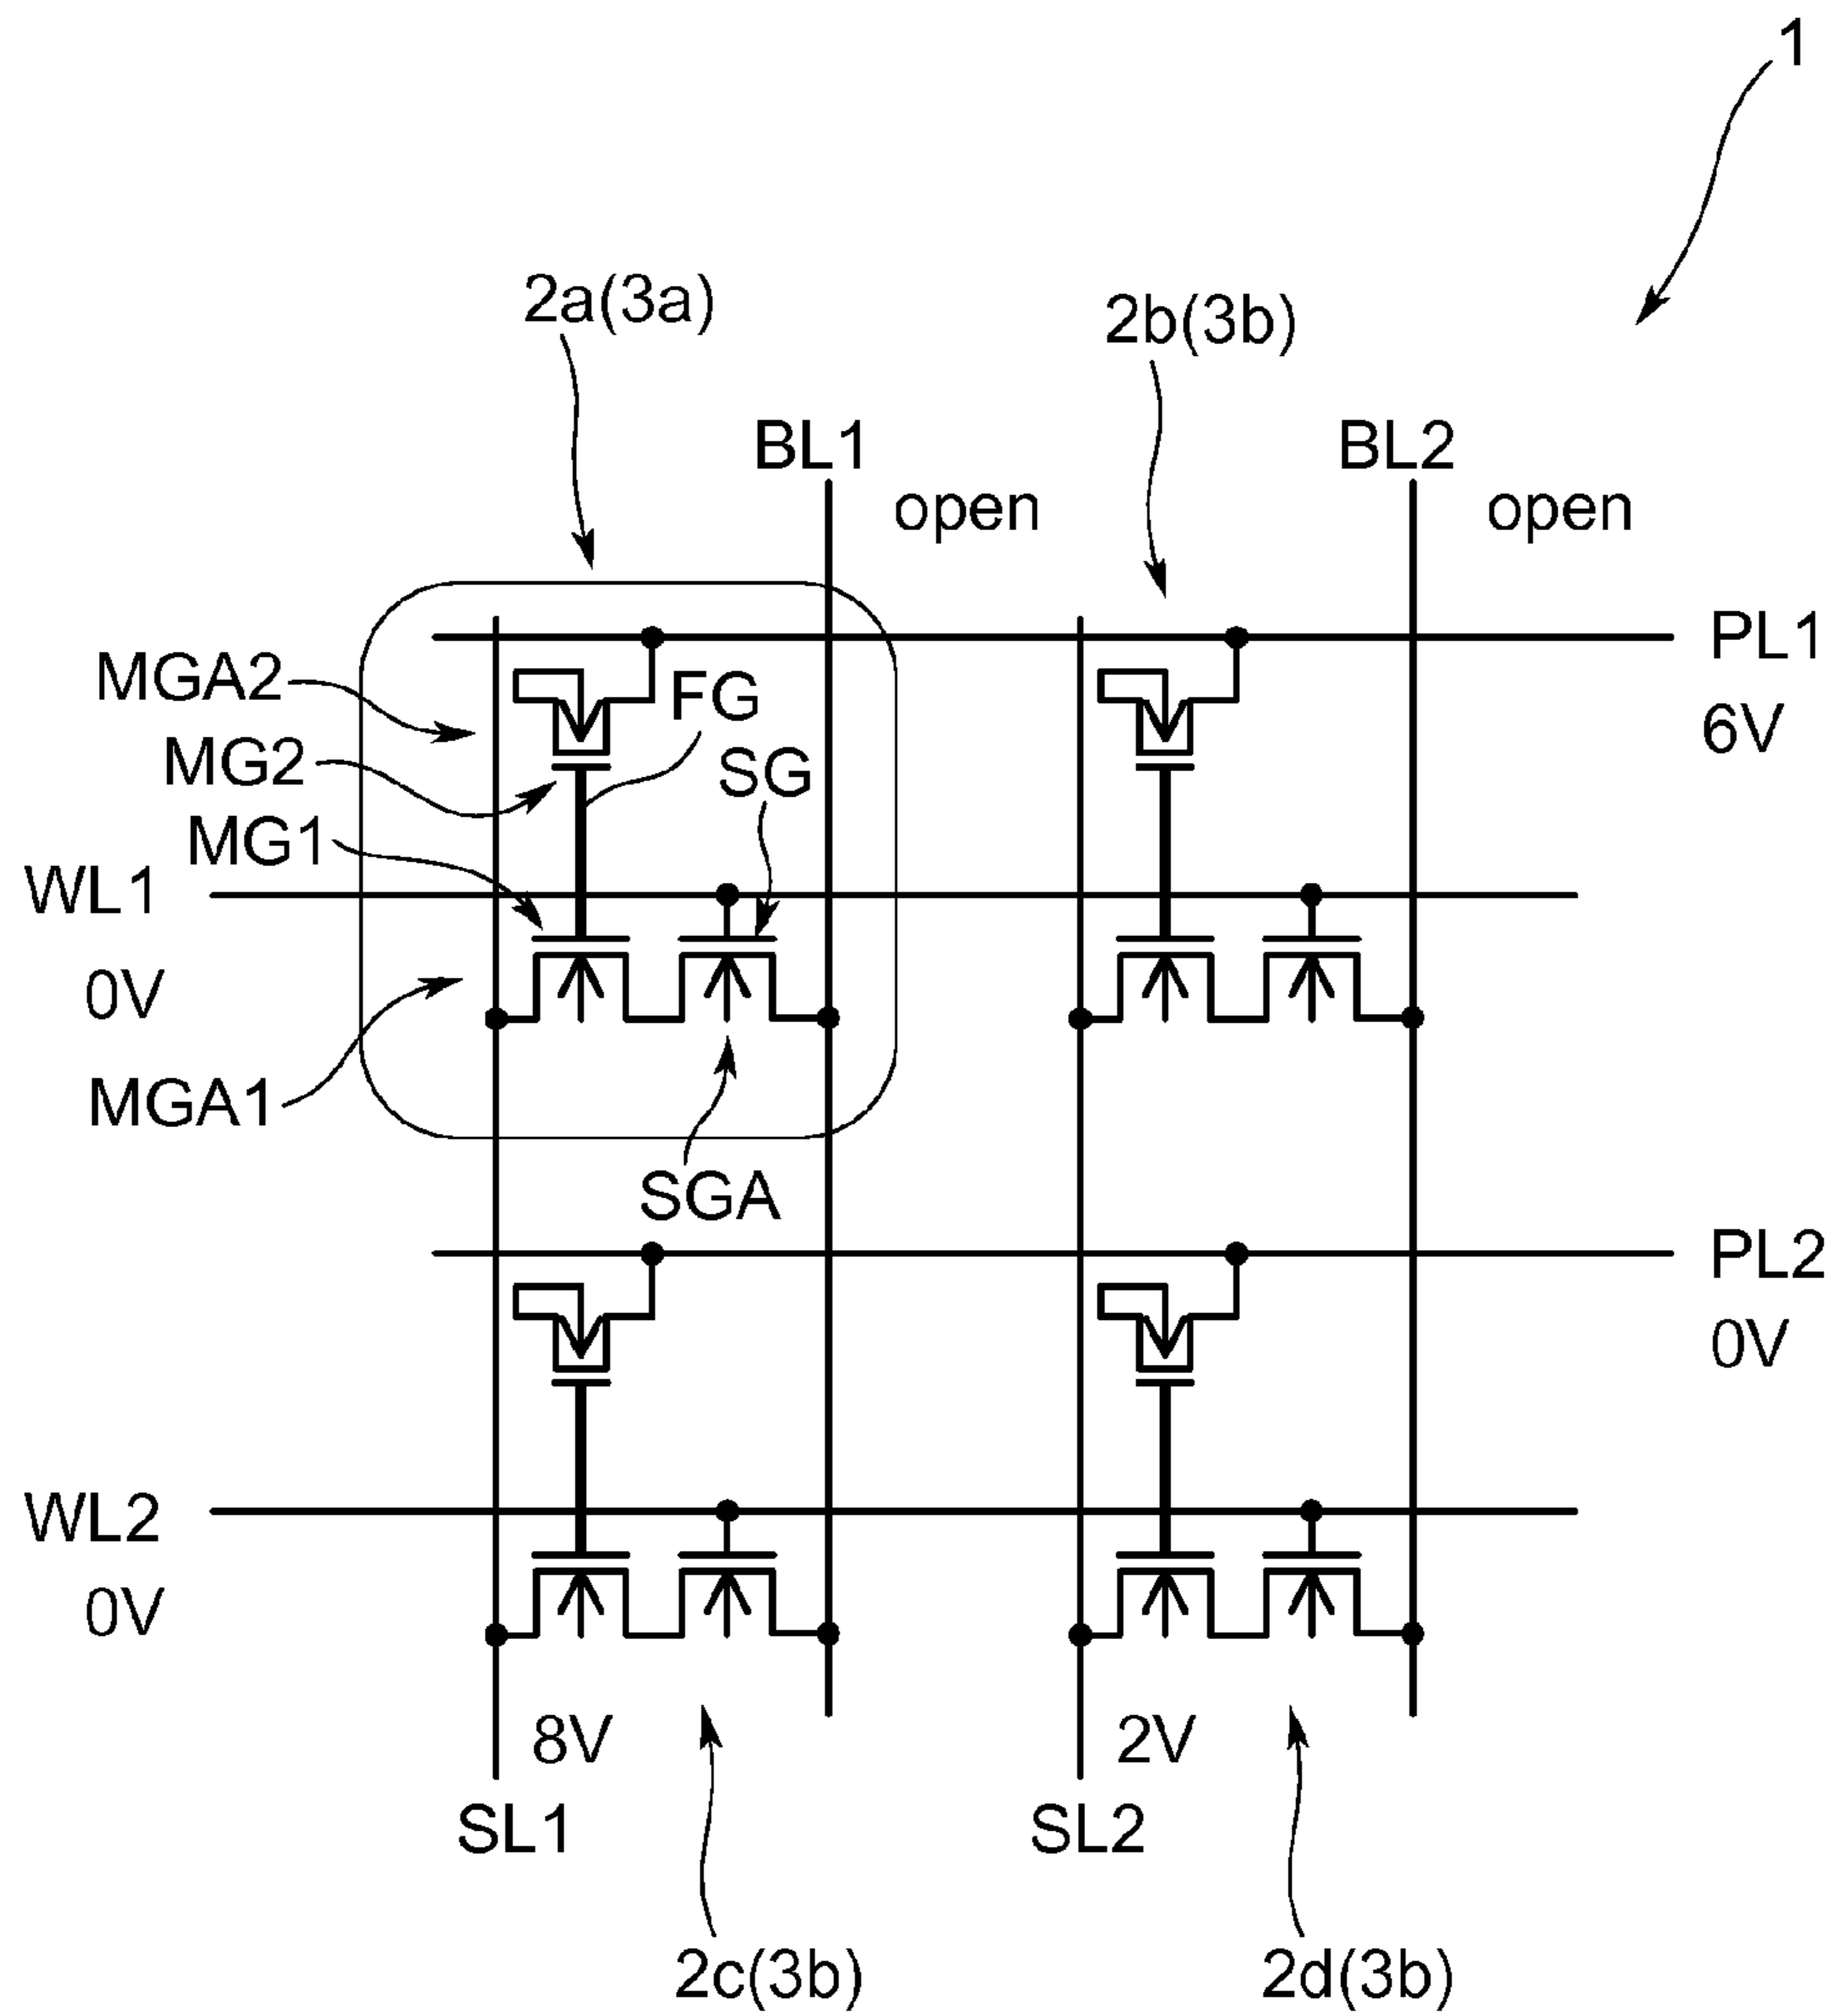 1
2a(3a)
2b(3b)
BL1
open
BL2
open
MGA2
MG2
MG1
FG
SG
PL1
6V
WL1
0V
MGA1
SGA
PL2
0V
WL2
0V
8V
SL1
2V
SL2
2c(3b)
2d(3b)